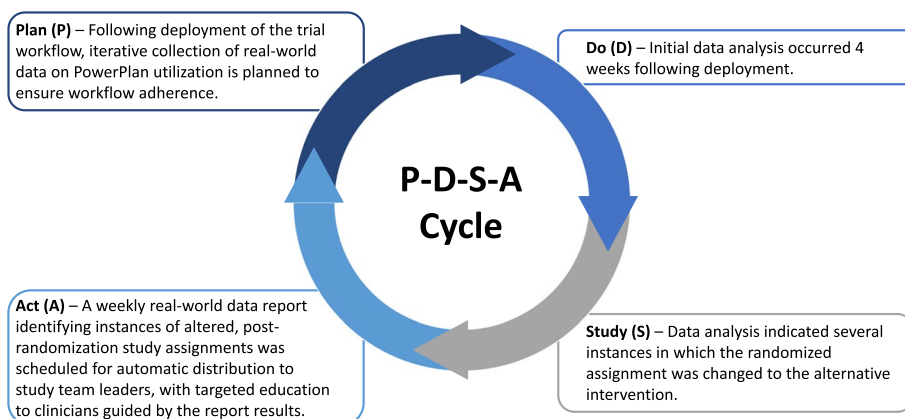 Plan (P) – Following deployment of the trial
workflow, iterative collection of real-world
data on PowerPlan utilization is planned to
ensure workflow adherence.
Do (D) – Initial data analysis occurred 4
weeks following deployment.
P-D-S-A
Cycle
Act (A) – A weekly real-world data report
identifying instances of altered, post-
randomization study assignments was
scheduled for automatic distribution to
study team leaders, with targeted education
to clinicians guided by the report results.
Study (S) – Data analysis indicated several
instances in which the randomized
assignment was changed to the alternative
intervention.